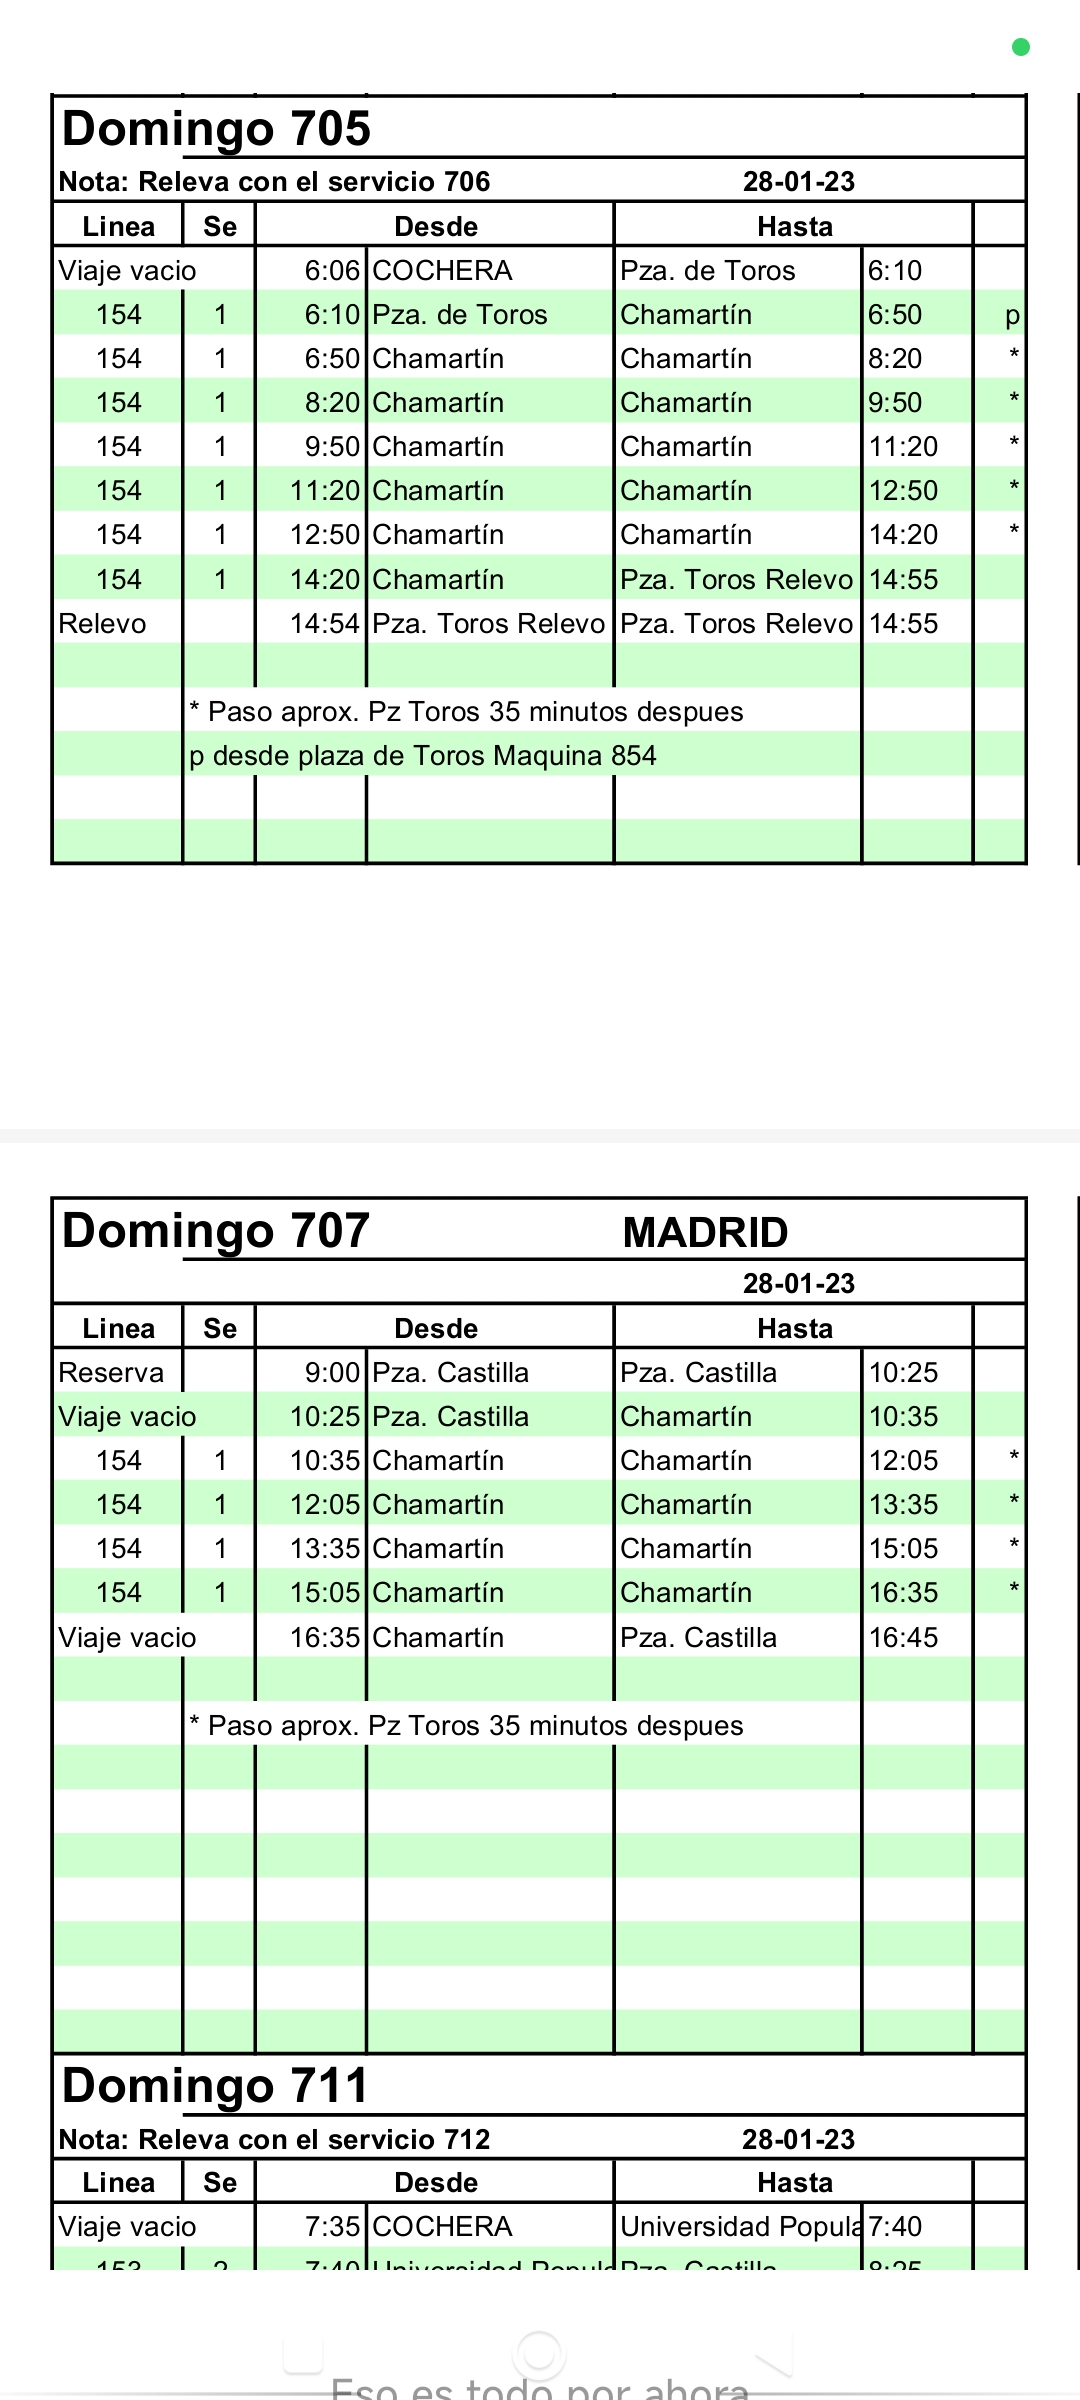 Domingo 705
Nota: Releva con el servicio 706 28-01-23
Linea Se Desde Hasta
Viaje vacio 6:06 COCHERA Pza. de Toros 6:10
154 1 6:10 Pza. de Toros Chamartín 6:50 p
154 1 6:50 Chamartín Chamartín 8:20 *
154 1 8:20 Chamartín Chamartín 9:50 *
154 1 9:50 Chamartín Chamartín 11:20 *
154 1 11:20 Chamartín Chamartín 12:50 *
154 1 12:50 Chamartín Chamartín 14:20 *
154 1 14:20 Chamartín Pza. Toros Relevo 14:55
Relevo 14:54 Pza. Toros Relevo Pza. Toros Relevo 14:55
* Paso aprox. Pz Toros 35 minutos despues
p desde plaza de Toros Maquina 854
Domingo 707 MADRID
28-01-23
Linea Se Desde Hasta
Reserva 9:00 Pza. Castilla Pza. Castilla 10:25
Viaje vacio 10:25 Pza. Castilla Chamartín 10:35
154 1 10:35 Chamartín Chamartín 12:05 *
154 1 12:05 Chamartín Chamartín 13:35 *
154 1 13:35 Chamartín Chamartín 15:05 *
154 1 15:05 Chamartín Chamartín 16:35 *
Viaje vacio 16:35 Chamartín Pza. Castilla 16:45
* Paso aprox. Pz Toros 35 minutos despues
Domingo 711
Nota: Releva con el servicio 712 28-01-23
Linea Se Desde Hasta
Viaje vacio 7:35 COCHERA Universidad Popula 7:40
153 2 7:40 Universidad Popula Pza. Castilla 8:25
Eso es todo por ahora